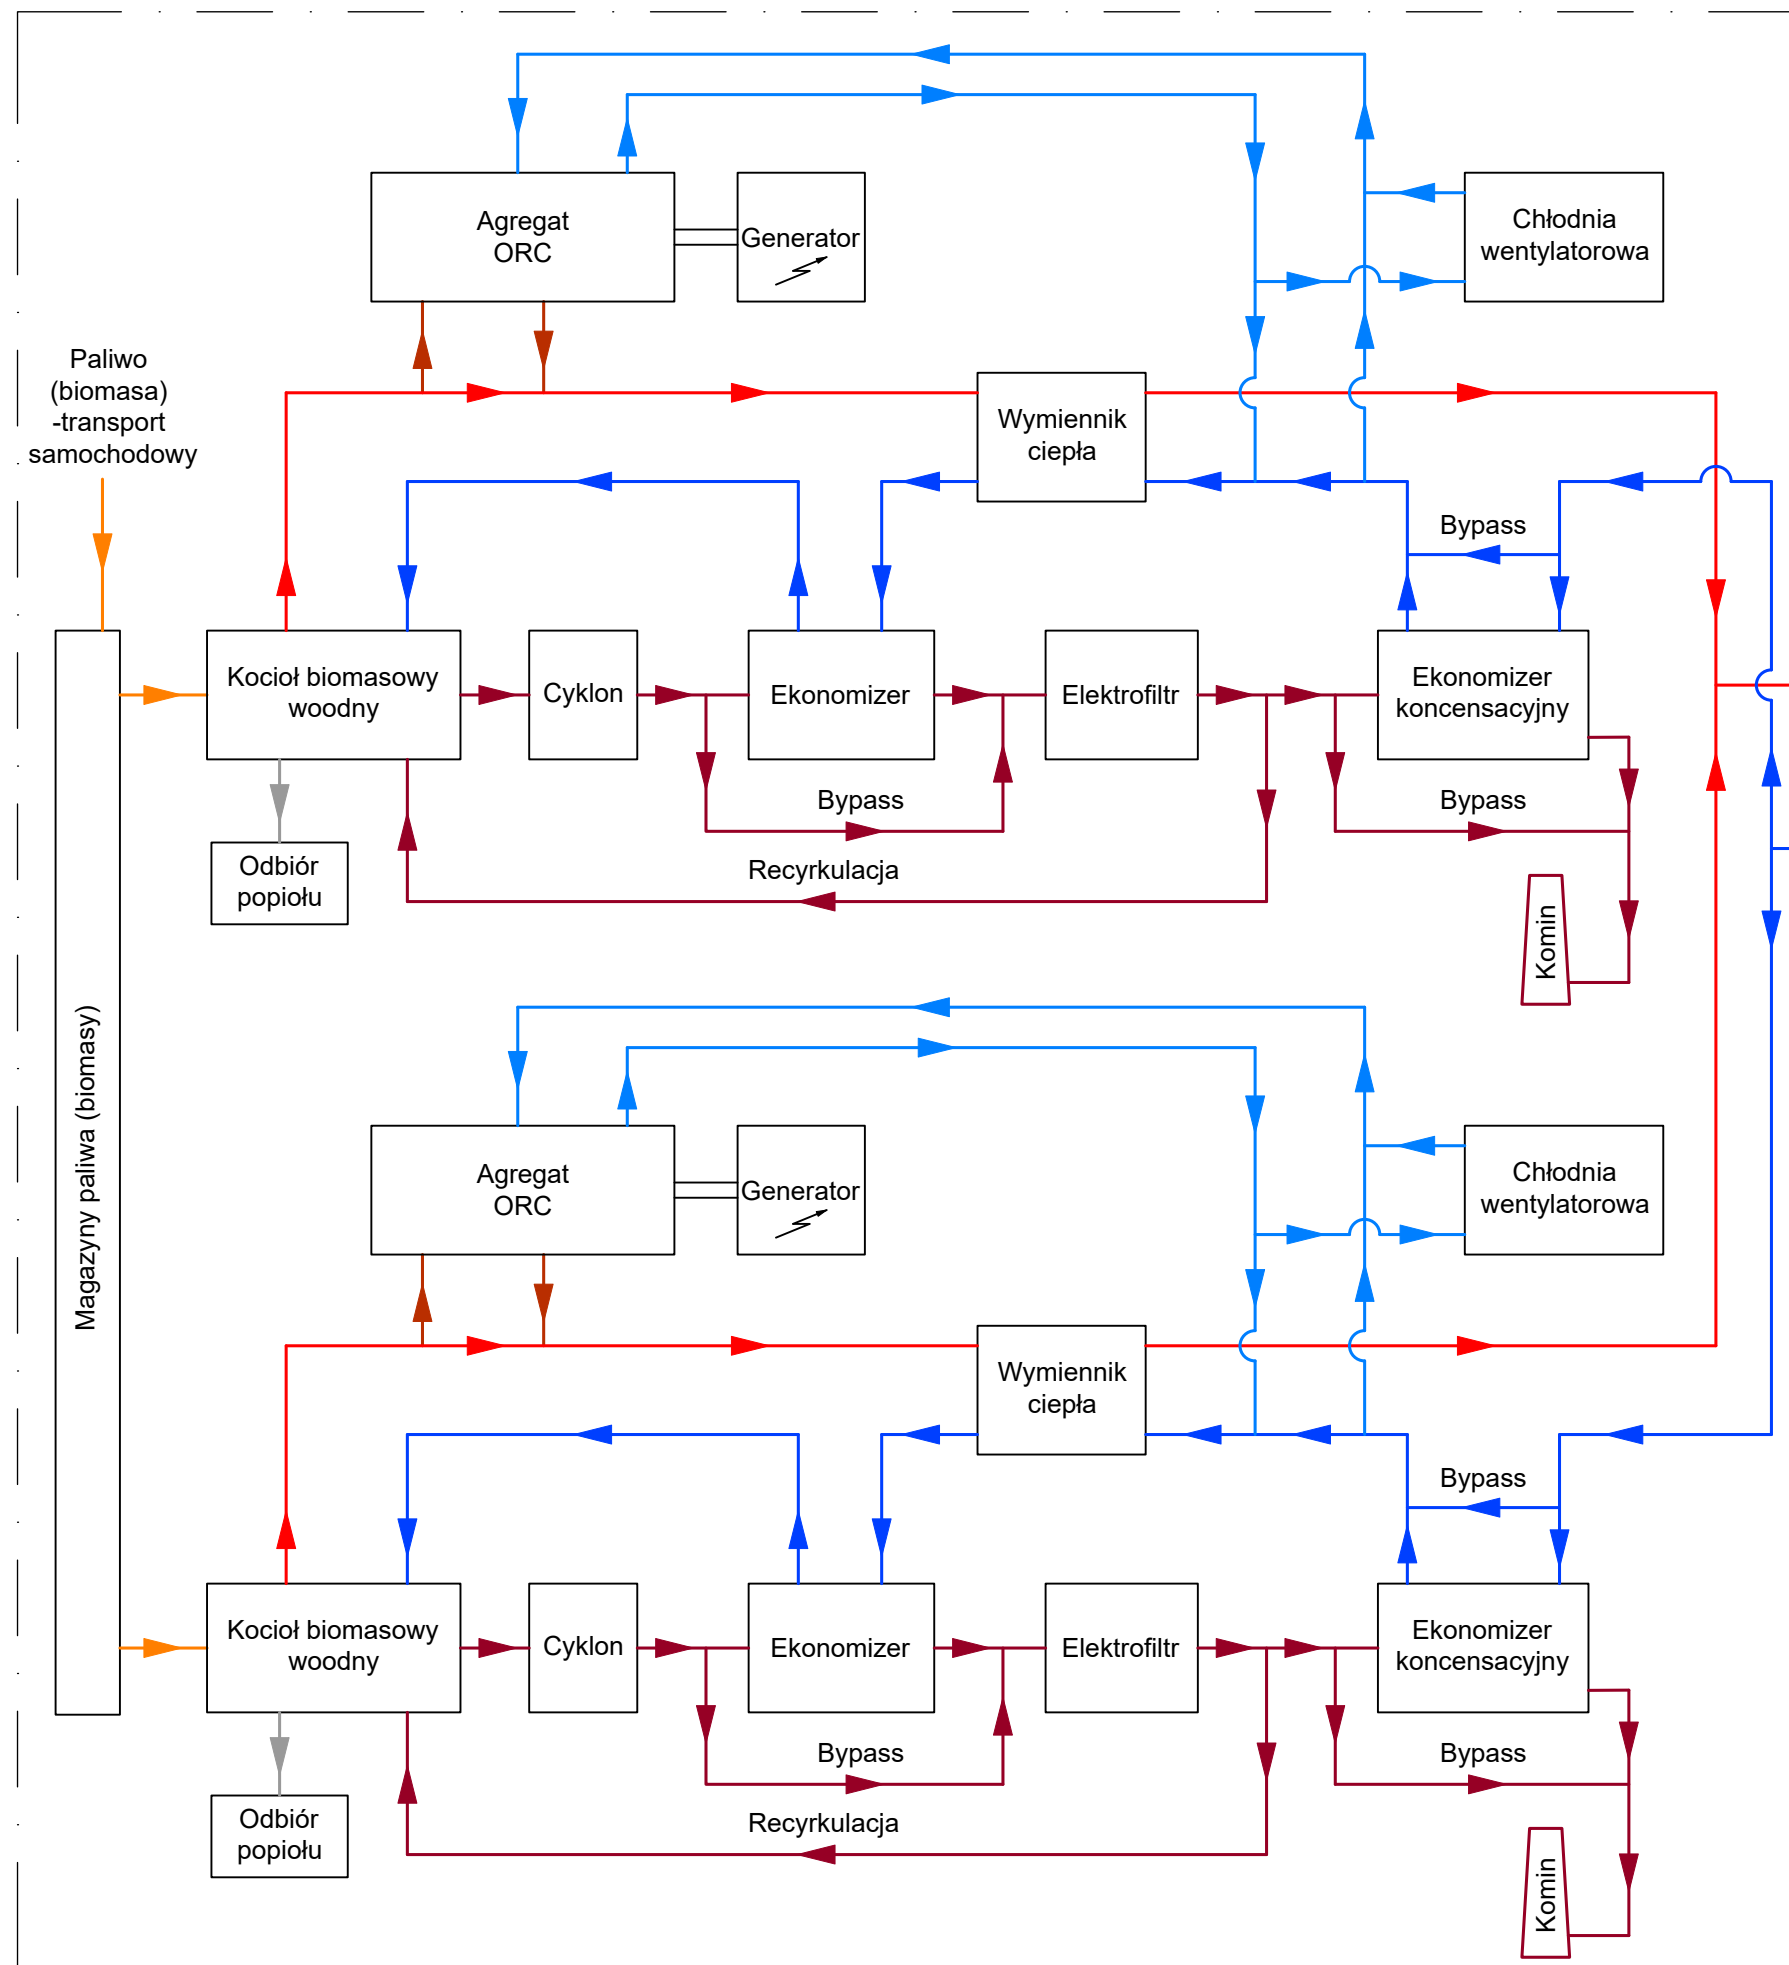 Agregat
ORC
Generator
Chłodnia
wentylatorowa
Paliwo
(biomasa)
-transport
samochodowy
Wymiennik
ciepła
Bypass
Kocioł biomasowy
woodny
Cyklon
Ekonomizer
Elektrofiltr
Ekonomizer
koncensacyjny
Bypass
Bypass
Odbiór
popiołu
Recyrkulacja
Komin
Magazyny paliwa (biomasy)
Agregat
ORC
Generator
Chłodnia
wentylatorowa
Wymiennik
ciepła
Bypass
Kocioł biomasowy
woodny
Cyklon
Ekonomizer
Elektrofiltr
Ekonomizer
koncensacyjny
Bypass
Bypass
Odbiór
popiołu
Recyrkulacja
Komin